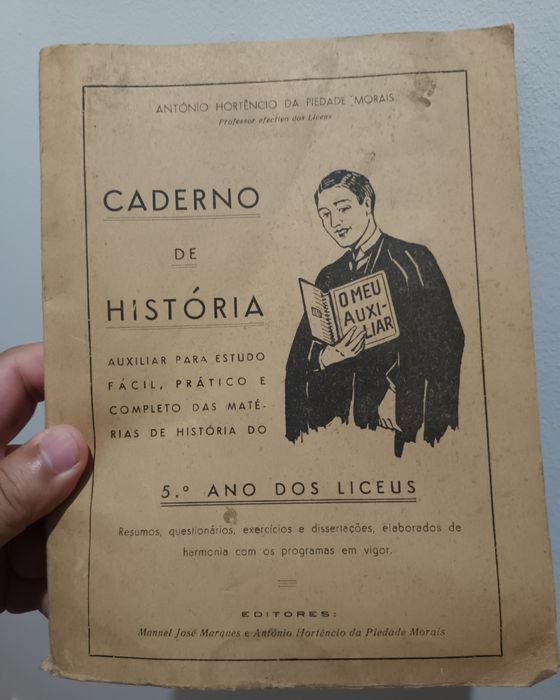 ANTÓNIO HORTÊNCIO DA PIEDADE MORAIS
Professor efectivo dos Liceus
CADERNO
DE
HISTÓRIA
AUXILIAR PARA ESTUDO
FÁCIL, PRÁTICO E
COMPLETO DAS MATÉ-
RIAS DE HISTÓRIA DO
O MEU
AUXI-
LIAR
5.º ANO DOS LICEUS
Resumos, questionários, exercícios e dissertações, elaborados de
harmonia com os programas em vigor.
EDITORES:
Manuel José Marques e António Hortêncio da Piedade Morais